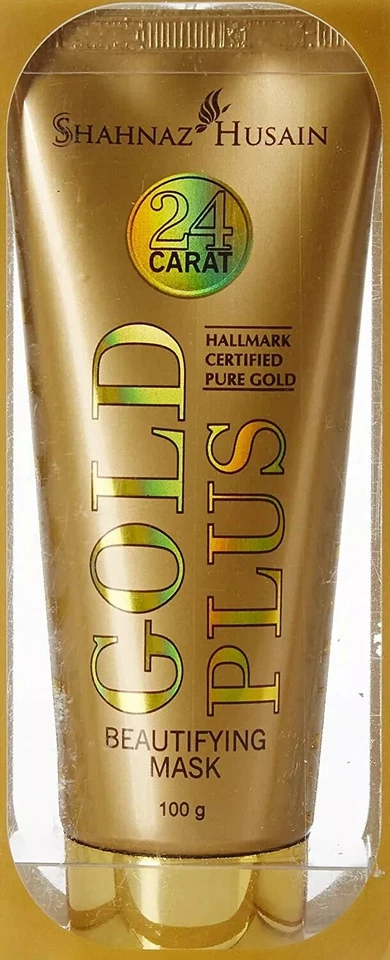 SHAHNAZ HUSAIN
24
CARAT
HALLMARK
CERTIFIED
PURE GOLD
GOLD
PLUS
BEAUTIFYING
MASK
100 g